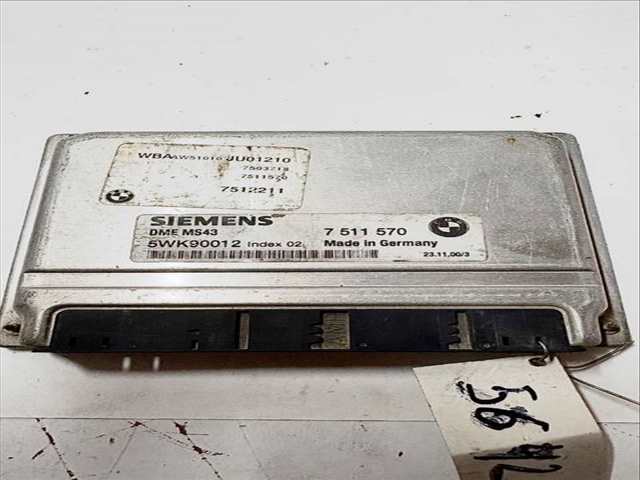 WBAAW51010JU01210
7503218
7511570
7512211
SIEMENS
DME MS43
7 511 570
5WK90012 Index 02
Made in Germany
23.11.00/3
5642